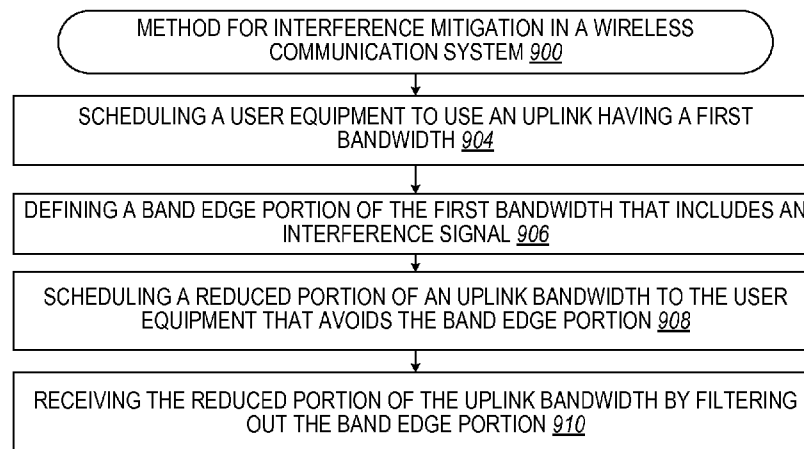 METHOD FOR INTERFERENCE MITIGATION IN A WIRELESS
COMMUNICATION SYSTEM 900
SCHEDULING A USER EQUIPMENT TO USE AN UPLINK HAVING A FIRST
BANDWIDTH 904
DEFINING A BAND EDGE PORTION OF THE FIRST BANDWIDTH THAT INCLUDES AN
INTERFERENCE SIGNAL 906
SCHEDULING A REDUCED PORTION OF AN UPLINK BANDWIDTH TO THE USER
EQUIPMENT THAT AVOIDS THE BAND EDGE PORTION 908
RECEIVING THE REDUCED PORTION OF THE UPLINK BANDWIDTH BY FILTERING
OUT THE BAND EDGE PORTION 910